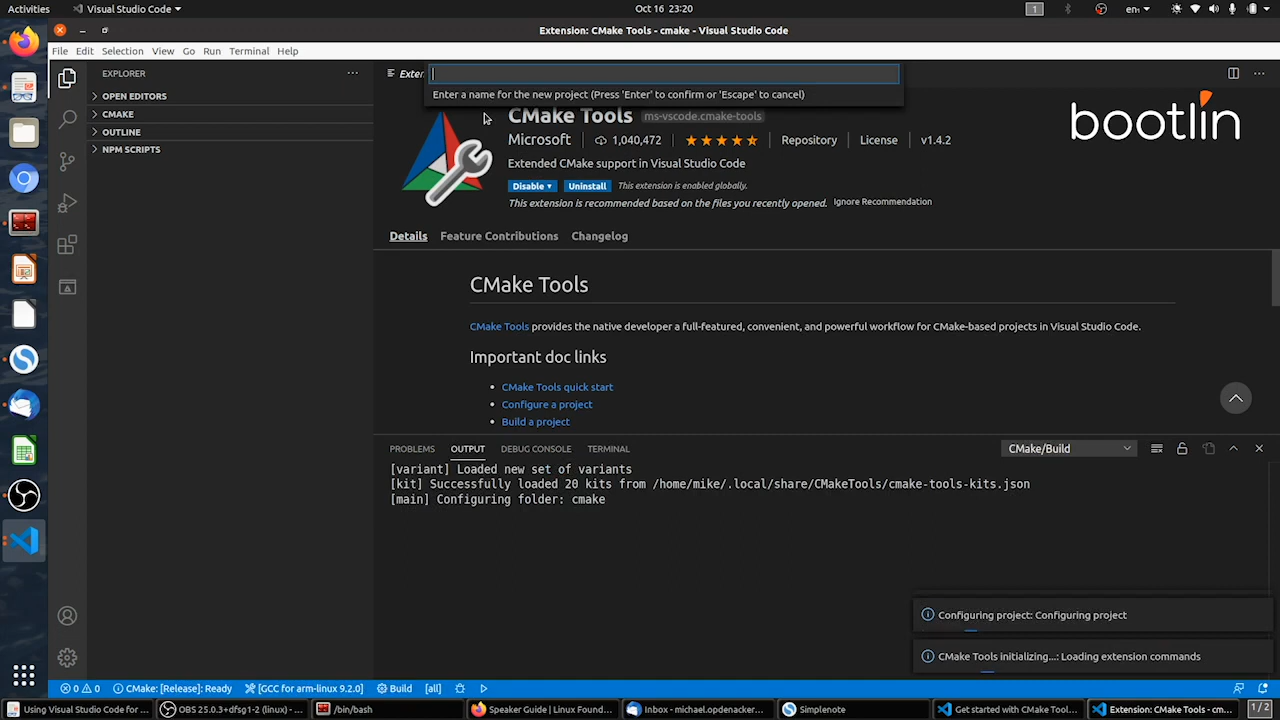 Activities
Visual Studio Code
Oct 16 23:20
1
en
Extension: CMake Tools - cmake - Visual Studio Code
File Edit Selection View Go Run Terminal Help
EXPLORER
OPEN EDITORS
CMAKE
OUTLINE
NPM SCRIPTS
Exter
Enter a name for the new project (Press 'Enter' to confirm or 'Escape' to cancel)
bootlin
CMake Tools ms-vscode.cmake-tools
Microsoft 1,040,472 Repository License v1.4.2
Extended CMake support in Visual Studio Code
Disable Uninstall This extension is enabled globally.
This extension is recommended based on the files you recently opened. Ignore Recommendation
Details Feature Contributions Changelog
CMake Tools
CMake Tools provides the native developer a full-featured, convenient, and powerful workflow for CMake-based projects in Visual Studio Code.
Important doc links
• CMake Tools quick start
• Configure a project
• Build a project
PROBLEMS OUTPUT DEBUG CONSOLE TERMINAL CMake/Build
[variant] Loaded new set of variants
[kit] Successfully loaded 20 kits from /home/mike/.local/share/CMakeTools/cmake-tools-kits.json
[main] Configuring folder: cmake
Configuring project: Configuring project
CMake Tools initializing...: Loading extension commands
0 0 CMake: [Release]: Ready [GCC for arm-linux 9.2.0] Build [all]
Using Visual Studio Code for ... OBS 25.0.3+dfsg1-2 (linux) - ... /bin/bash Speaker Guide | Linux Found... Inbox - michael.opdenacker... Simplenote Get started with CMake Tool... Extension: CMake Tools - cm... 1 / 2